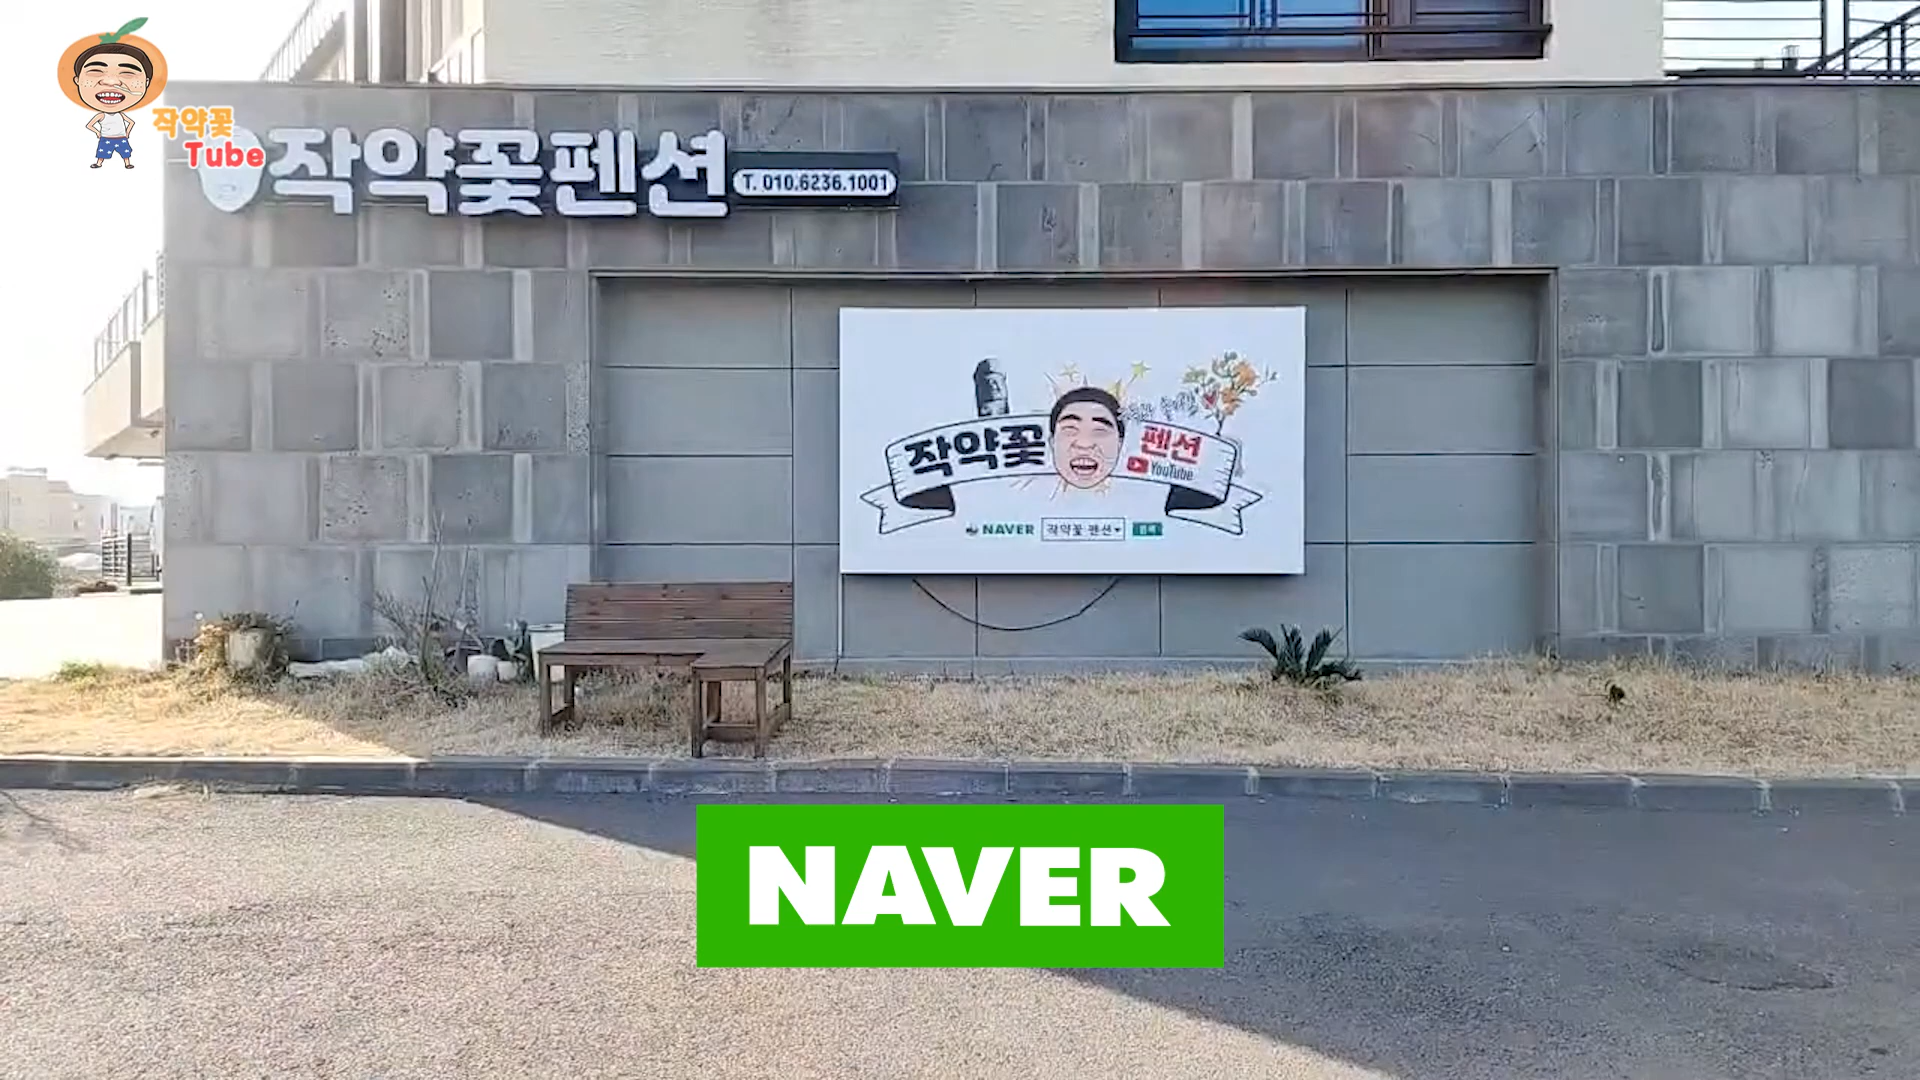 작약꽃
Tube
작약꽃펜션
T. 010.6236.1001
작약꽃
펜션
YouTube
NAVER 작약꽃 펜션
NAVER